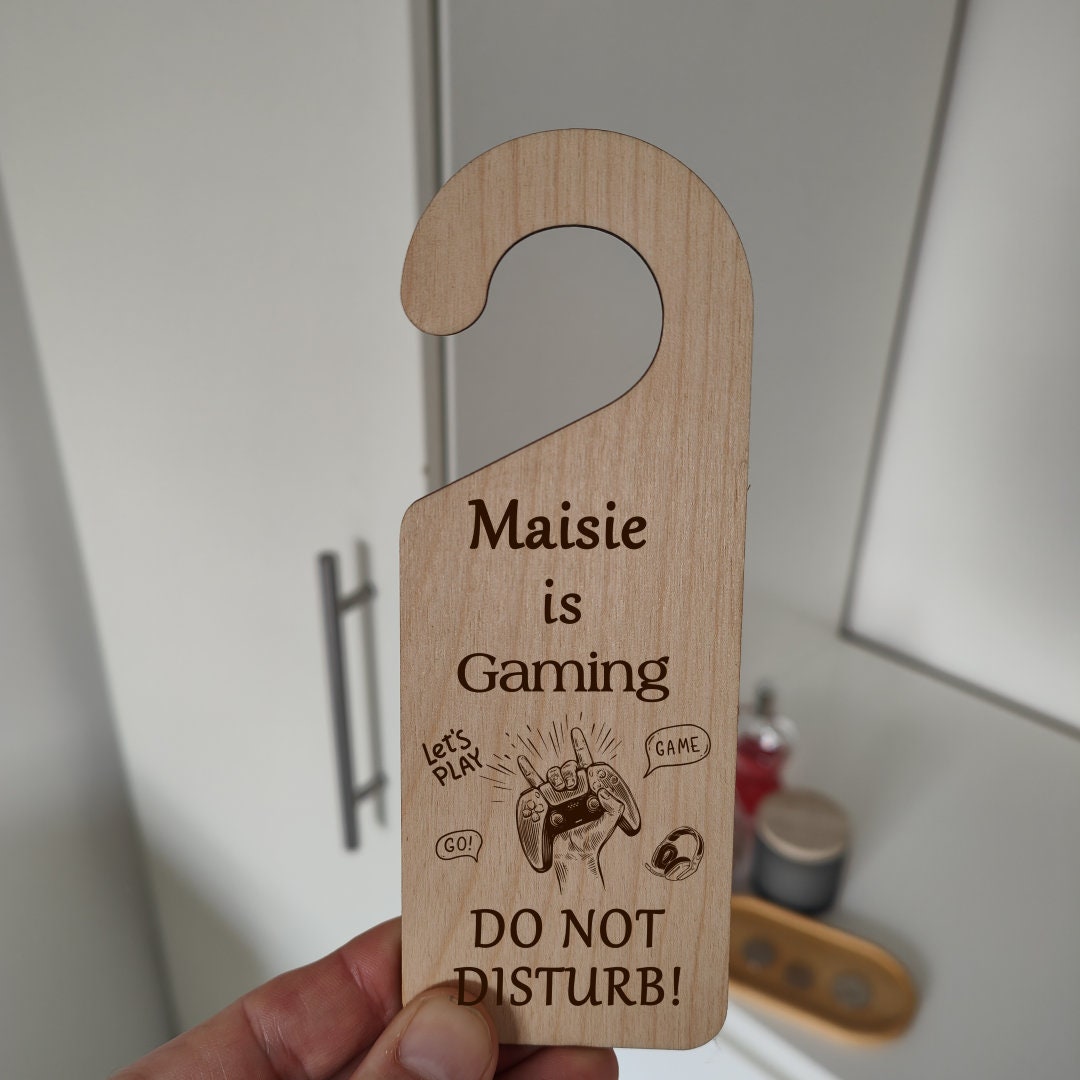 Maisie
is
Gaming
Let's
PLAY
GAME
GO!
DO NOT
DISTURB!